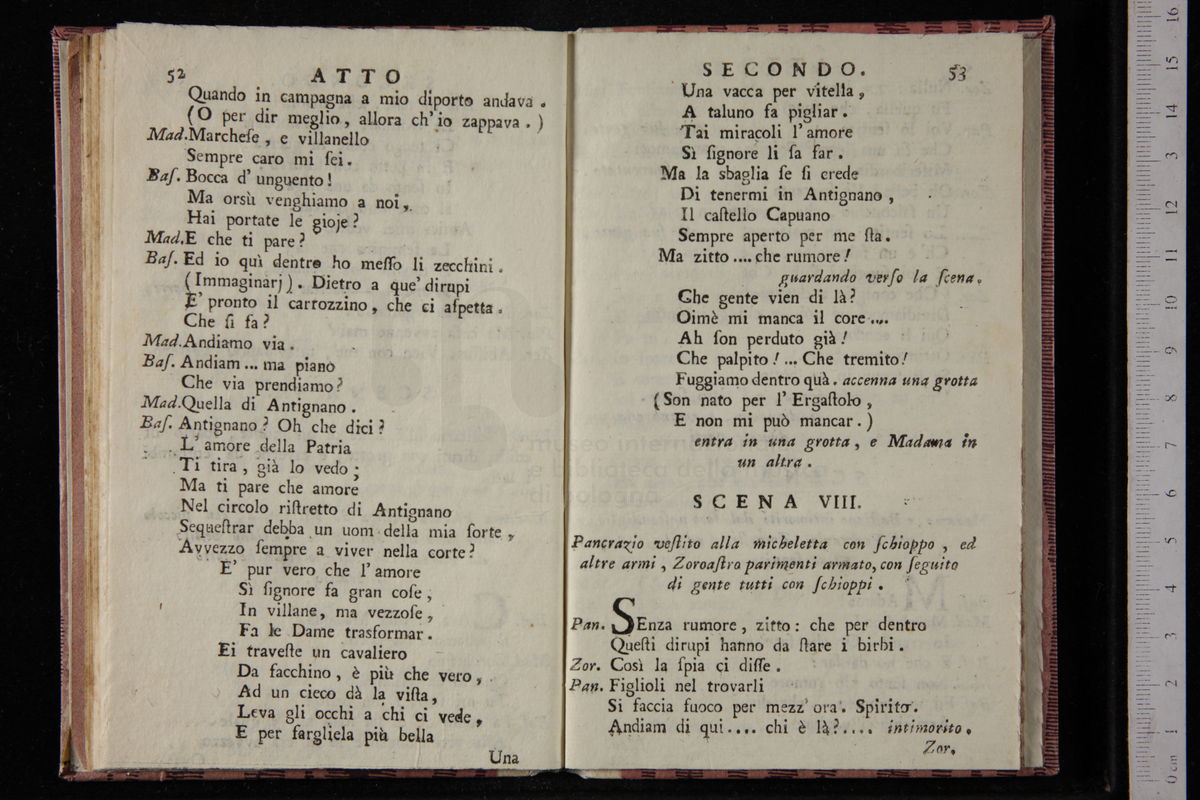 52 ATTO
Quando in campagna a mio diporto andava.
(O per dir meglio, allora ch'io zappava.)
Mad. Marcheſe, e villanello
Sempre caro mi ſei.
Baſ. Bocca d'unguento!
Ma orsù venghiamo a noi,
Hai portate le gioje?
Mad. E che ti pare?
Baſ. Ed io quì dentro ho meſſo li zecchini.
(Immaginarj). Dietro a que' dirupi
E' pronto il carrozzino, che ci aſpetta.
Che ſi fa?
Mad. Andiamo via.
Baſ. Andiam... ma piano
Che via prendiamo?
Mad. Quella di Antignano.
Baſ. Antignano? Oh che dici?
L'amore della Patria
Ti tira, già lo vedo;
Ma ti pare che amore
Nel circolo riſtretto di Antignano
Sequeſtrar debba un uom della mia ſorte,
Avvezzo ſempre a viver nella corte?
E' pur vero che l'amore
Sì ſignore fa gran coſe,
In villane, ma vezzoſe,
Fa le Dame trasformar.
Ei traveſte un cavaliero
Da facchino, è più che vero,
Ad un cieco dà la viſta,
Leva gli occhi a chi ci vede,
E per fargliela più bella
Una
SECONDO. 53
Una vacca per vitella,
A taluno fa pigliar.
Tai miracoli l'amore
Sì ſignore li fa far.
Ma la sbaglia ſe ſi crede
Di tenermi in Antignano,
Il caſtello Capuano
Sempre aperto per me ſta.
Ma zitto.... che rumore!
guardando verſo la ſcena.
Che gente vien di là?
Oimè mi manca il core....
Ah ſon perduto già!
Che palpito!... Che tremito!
Fuggiamo dentro quà. accenna una grotta
(Son nato per l'Ergaſtolo,
E non mi può mancar.)
entra in una grotta, e Madama in
un altra.
SCENA VIII.
Pancrazio veſtito alla micheletta con ſchioppo, ed
altre armi, Zoroaſtro parimenti armato, con ſeguito
di gente tutti con ſchioppi.
Pan. SEnza rumore, zitto: che per dentro
Queſti dirupi hanno da ſtare i birbi.
Zor. Così la ſpia ci diſſe.
Pan. Figlioli nel trovarli
Si faccia fuoco per mezz'ora. Spirito.
Andiam di qui.... chi è là?.... intimorito.
Zor.